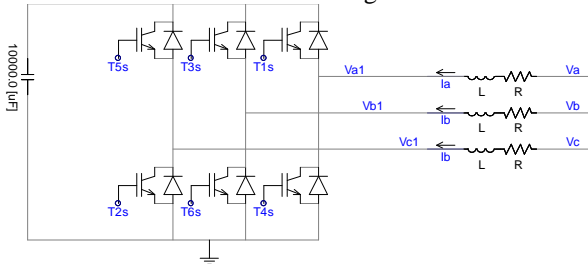 10000.0 [uF]
T5s T3s T1s
Va1 Ia L R Va
Vb1 Ib L R Vb
Vc1 Ib L R Vc
T2s T6s T4s